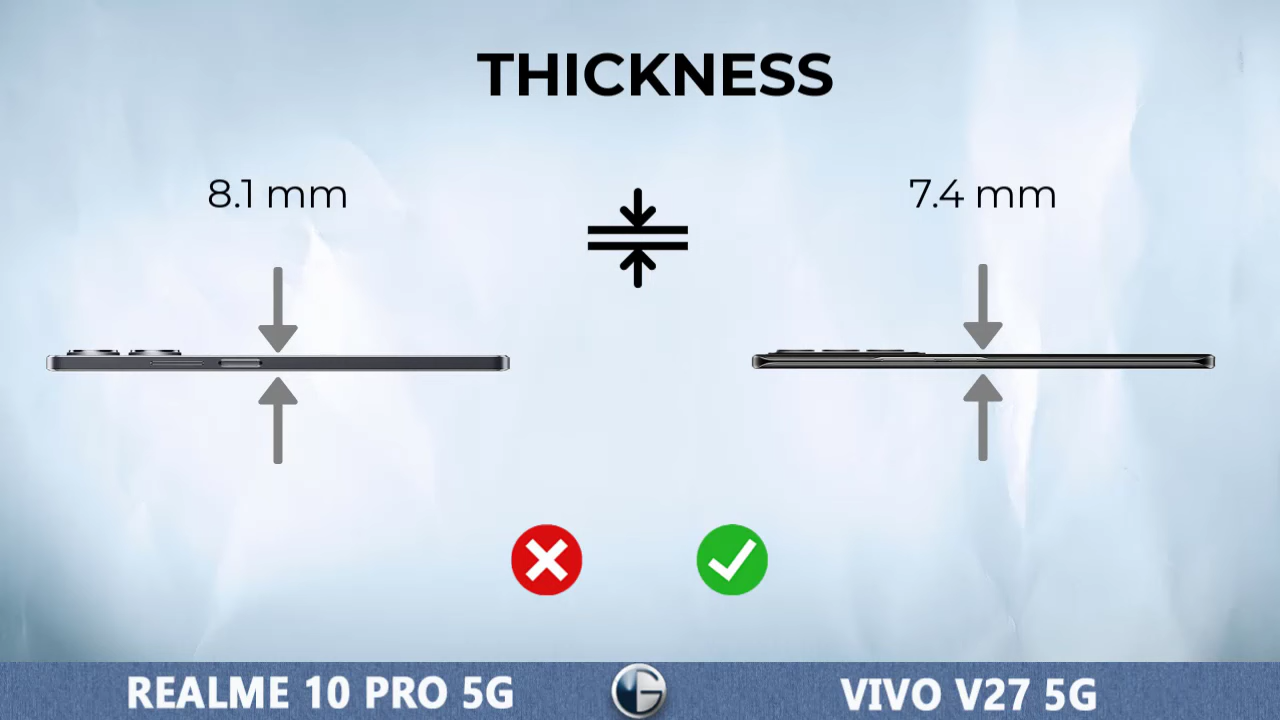 THICKNESS
8.1 mm
7.4 mm
REALME 10 PRO 5G
G
VIVO V27 5G